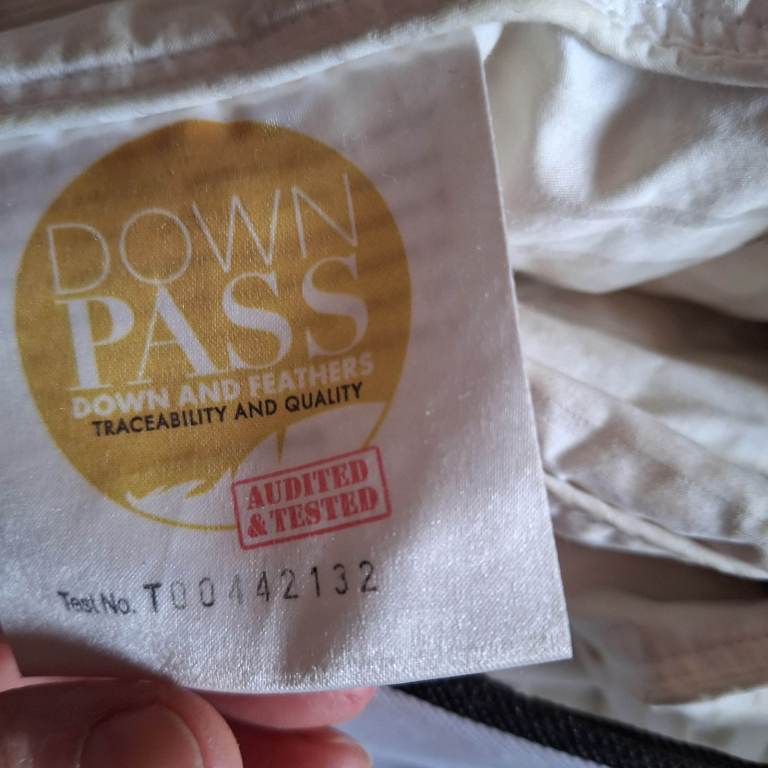 DOWN
PASS
DOWN AND FEATHERS
TRACEABILITY AND QUALITY
AUDITED
& TESTED
Test No. T00442132